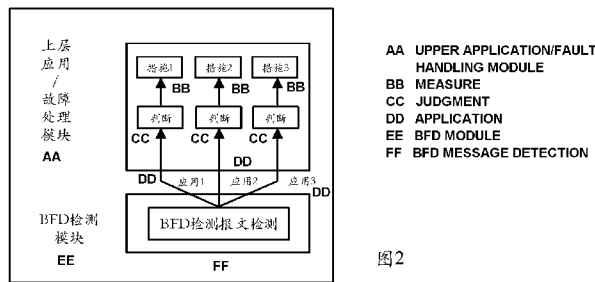 上层
应用
/
故障
处理
模块
AA
措施1
措施2
措施3
BB
BB
BB
判断
判断
判断
CC
CC
CC
DD
DD
应用1
应用2
应用3
DD
BFD检测
模块
EE
BFD检测报文检测
FF
AA UPPER APPLICATION/FAULT
HANDLING MODULE
BB MEASURE
CC JUDGMENT
DD APPLICATION
EE BFD MODULE
FF BFD MESSAGE DETECTION
图2